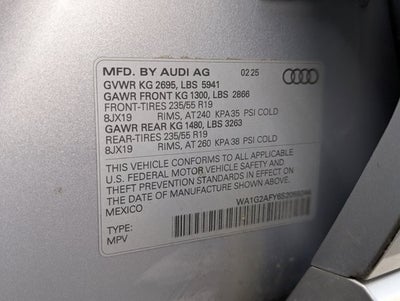 MFD. BY AUDI AG 02 25
GVWR KG 2695, LBS 5941
GAWR FRONT KG 1300, LBS 2866
FRONT-TIRES 235/55 R19
8JX19 RIMS, AT 240 KPA 35 PSI COLD
GAWR REAR KG 1480, LBS 3263
REAR-TIRES 235/55 R19
8JX19 RIMS, AT 260 KPA 38 PSI COLD
THIS VEHICLE CONFORMS TO ALL APPLICABLE
U.S. FEDERAL MOTOR VEHICLE SAFETY AND
THEFT PREVENTION STANDARDS IN EFFECT ON
THE DATE OF MANUFACTURE SHOWN ABOVE.
MEXICO
TYPE:
MPV